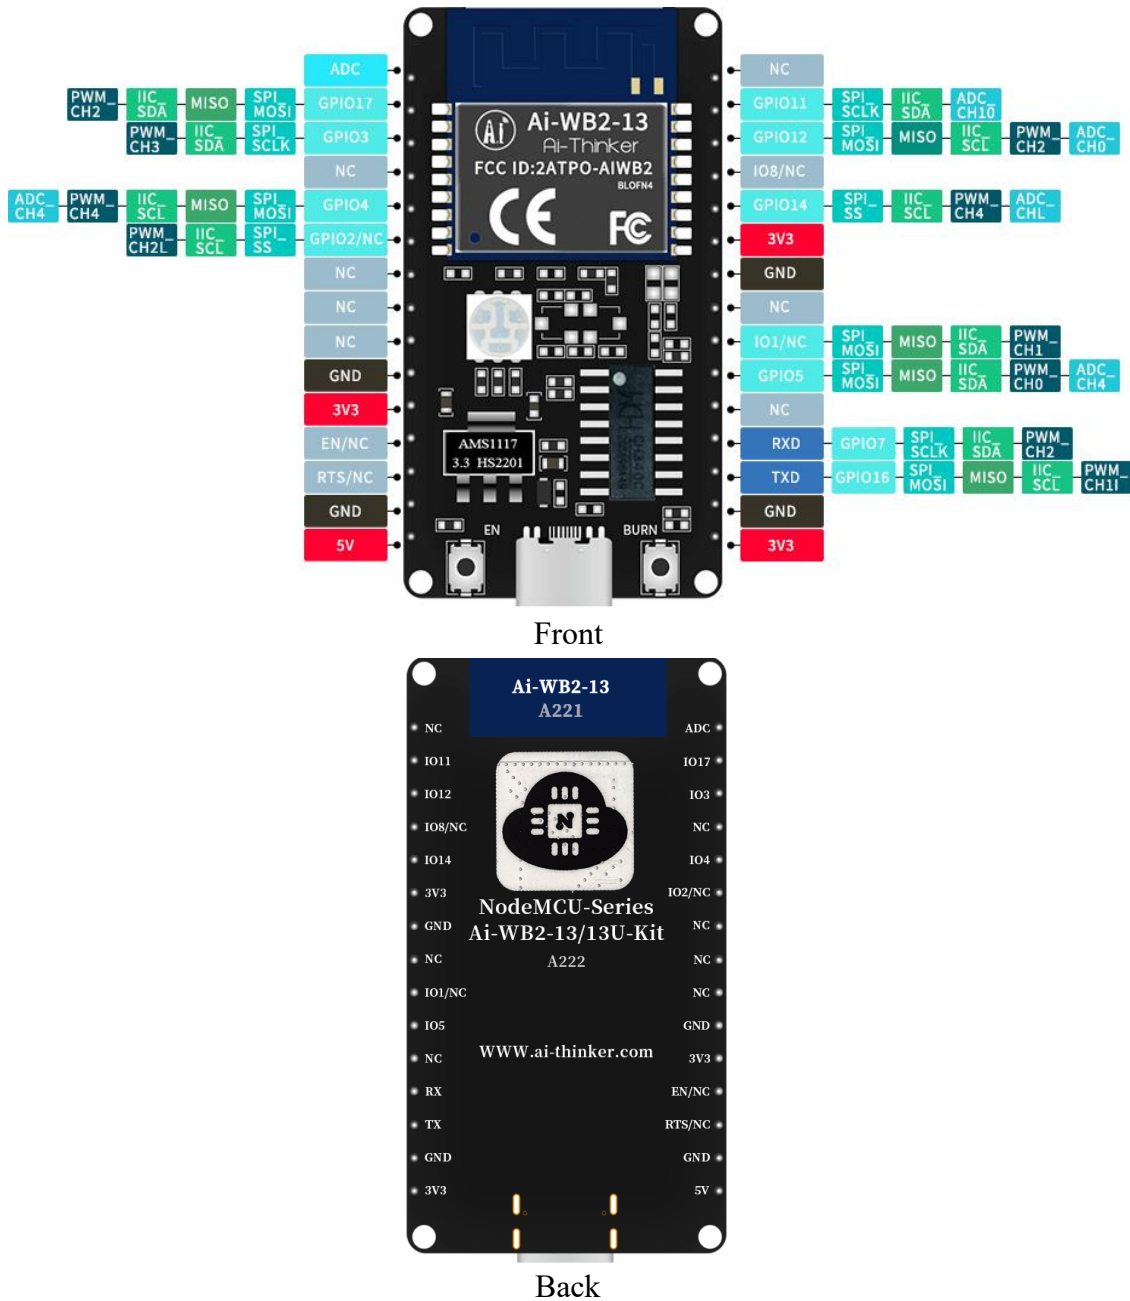 ADC NC
PWM_CH2 IIC_SDA MISO SPI_MOSI GPIO17 GPIO11 SPI_SCLK IIC_SDA ADC_CH10
PWM_CH3 IIC_SDA SPI_SCLK GPIO3 GPIO12 SPI_MOSI MISO IIC_SCL PWM_CH2 ADC_CH0
NC IO8/NC
ADC_CH4 PWM_CH4 IIC_SCL MISO SPI_MOSI GPIO4 GPIO14 SPI_SS IIC_SCL PWM_CH4 ADC_CHL
PWM_CH2L IIC_SCL SPI_SS GPIO2/NC 3V3
NC GND
NC NC
NC IO1/NC SPI_MOSI MISO IIC_SDA PWM_CH1
GND GPIO5 SPI_MOSI MISO IIC_SDA PWM_CH0 ADC_CH4
3V3 NC
EN/NC RXD GPIO7 SPI_SCLK IIC_SDA PWM_CH2
RTS/NC TXD GPIO16 SPI_MOSI MISO IIC_SCL PWM_CH1I
GND GND
5V 3V3
Ai
Ai-WB2-13
Ai-Thinker
FCC ID:2ATPO-AIWB2
BL0FN4
CE FC
AMS1117
3.3 HS2201
EN BURN
Front
Ai-WB2-13
A221
NC ADC
IO11 IO17
IO12 IO3
IO8/NC NC
IO14 IO4
3V3 IO2/NC
NodeMCU-Series
GND NC
Ai-WB2-13/13U-Kit
NC NC
A222
IO1/NC NC
IO5 GND
WWW.ai-thinker.com
NC 3V3
RX EN/NC
TX RTS/NC
GND GND
3V3 5V
Back